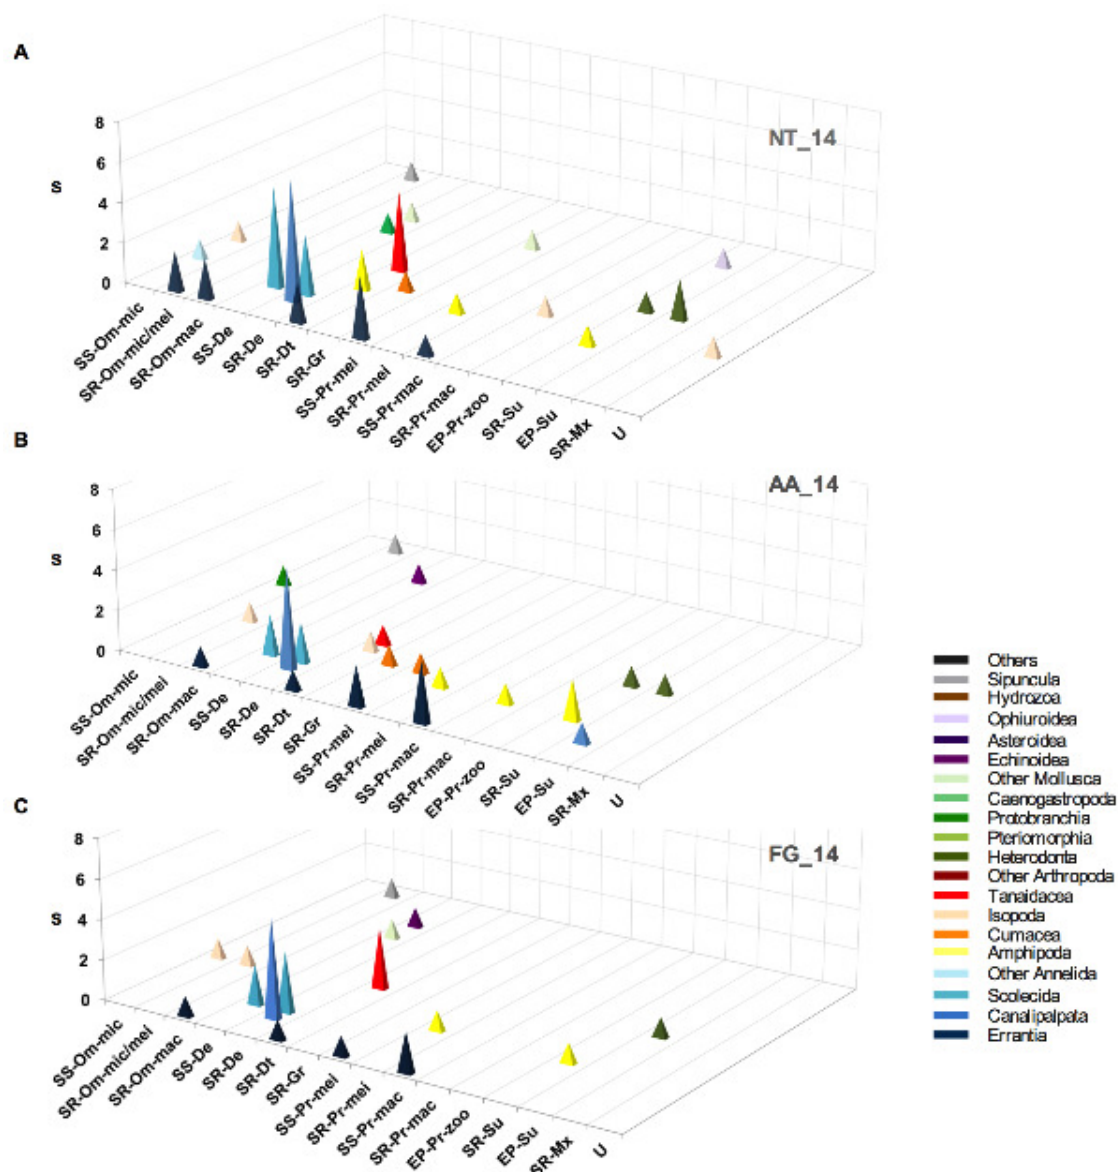 A
NT_14
8
6
S
4
2
0
SS-Om-mic
SR-Om-mic/mei
SR-Om-mac
SS-De
SR-De
SR-Dt
SR-Gr
SS-Pr-mei
SR-Pr-mei
SS-Pr-mac
SR-Pr-mac
EP-Pr-zoo
SR-Su
EP-Su
SR-Mx
U
B
AA_14
8
6
S
4
2
0
SS-Om-mic
SR-Om-mic/mei
SR-Om-mac
SS-De
SR-De
SR-Dt
SR-Gr
SS-Pr-mei
SR-Pr-mei
SS-Pr-mac
SR-Pr-mac
EP-Pr-zoo
SR-Su
EP-Su
SR-Mx
U
C
FG_14
8
6
S
4
2
0
SS-Om-mic
SR-Om-mic/mei
SR-Om-mac
SS-De
SR-De
SR-Dt
SR-Gr
SS-Pr-mei
SR-Pr-mei
SS-Pr-mac
SR-Pr-mac
EP-Pr-zoo
SR-Su
EP-Su
SR-Mx
U
Others
Sipuncula
Hydrozoa
Ophiuroidea
Asteroidea
Echinoidea
Other Mollusca
Caenogastropoda
Protobranchia
Pteriomorphia
Heterodonta
Other Arthropoda
Tanaidacea
Isopoda
Cumacea
Amphipoda
Other Annelida
Scolecida
Canalipalpata
Errantia